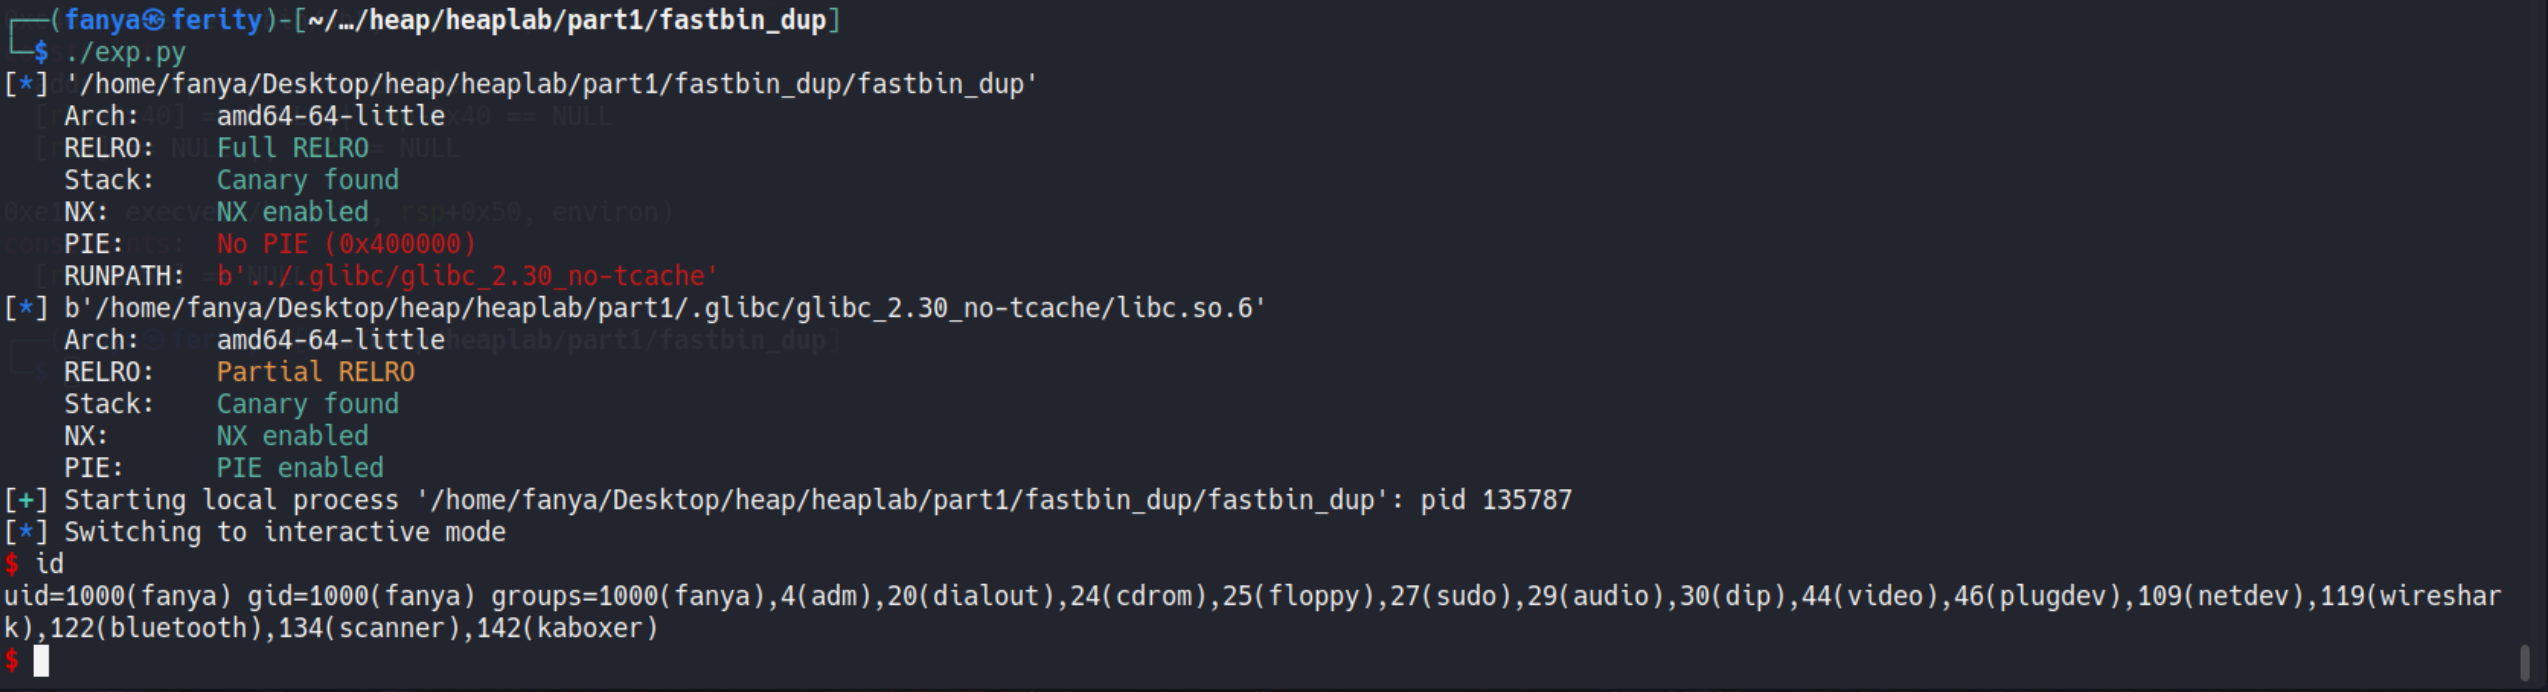 ┌──(fanya㉿ferity)-[~/…/heap/heaplab/part1/fastbin_dup]
└─$ ./exp.py
[*] '/home/fanya/Desktop/heap/heaplab/part1/fastbin_dup/fastbin_dup'
    Arch:     amd64-64-little
    RELRO:    Full RELRO
    Stack:    Canary found
    NX:       NX enabled
    PIE:      No PIE (0x400000)
    RUNPATH:  b'../.glibc/glibc_2.30_no-tcache'
[*] b'/home/fanya/Desktop/heap/heaplab/part1/.glibc/glibc_2.30_no-tcache/libc.so.6'
    Arch:     amd64-64-little
    RELRO:    Partial RELRO
    Stack:    Canary found
    NX:       NX enabled
    PIE:      PIE enabled
[+] Starting local process '/home/fanya/Desktop/heap/heaplab/part1/fastbin_dup/fastbin_dup': pid 135787
[*] Switching to interactive mode
$ id
uid=1000(fanya) gid=1000(fanya) groups=1000(fanya),4(adm),20(dialout),24(cdrom),25(floppy),27(sudo),29(audio),30(dip),44(video),46(plugdev),109(netdev),119(wireshar
k),122(bluetooth),134(scanner),142(kaboxer)
$